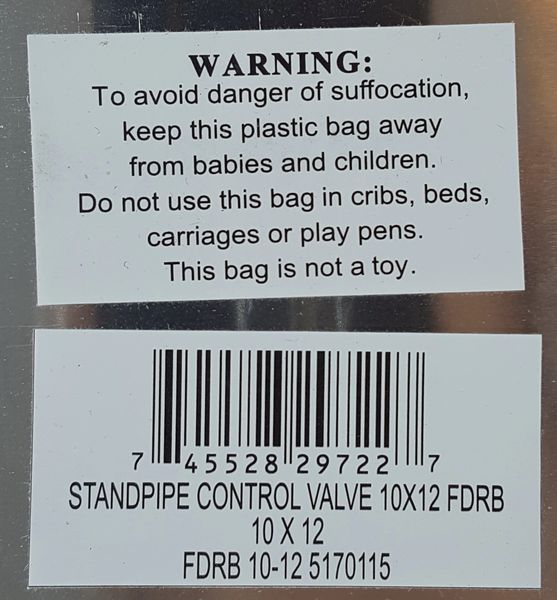 WARNING:
To avoid danger of suffocation,
keep this plastic bag away
from babies and children.
Do not use this bag in cribs, beds,
carriages or play pens.
This bag is not a toy.
7 45528 29722 7
STANDPIPE CONTROL VALVE 10X12 FDRB
10 X 12
FDRB 10-12 5170115